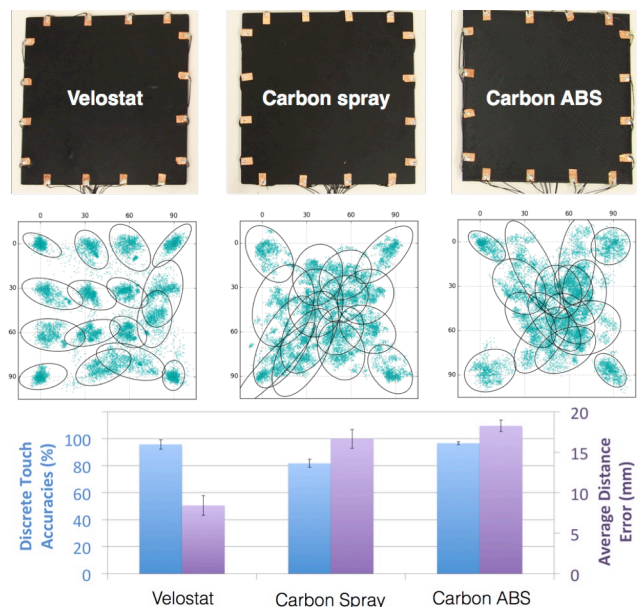 Velostat Carbon spray Carbon ABS
0 30 60 90 0 30 60 90 0 30 60 90
0 0 0
30 30 30
60 60 60
90 90 90
Discrete Touch
Accuracies (%)
100
80
60
40
20
0
20
15
10
5
0
Average Distance
Error (mm)
Velostat Carbon Spray Carbon ABS